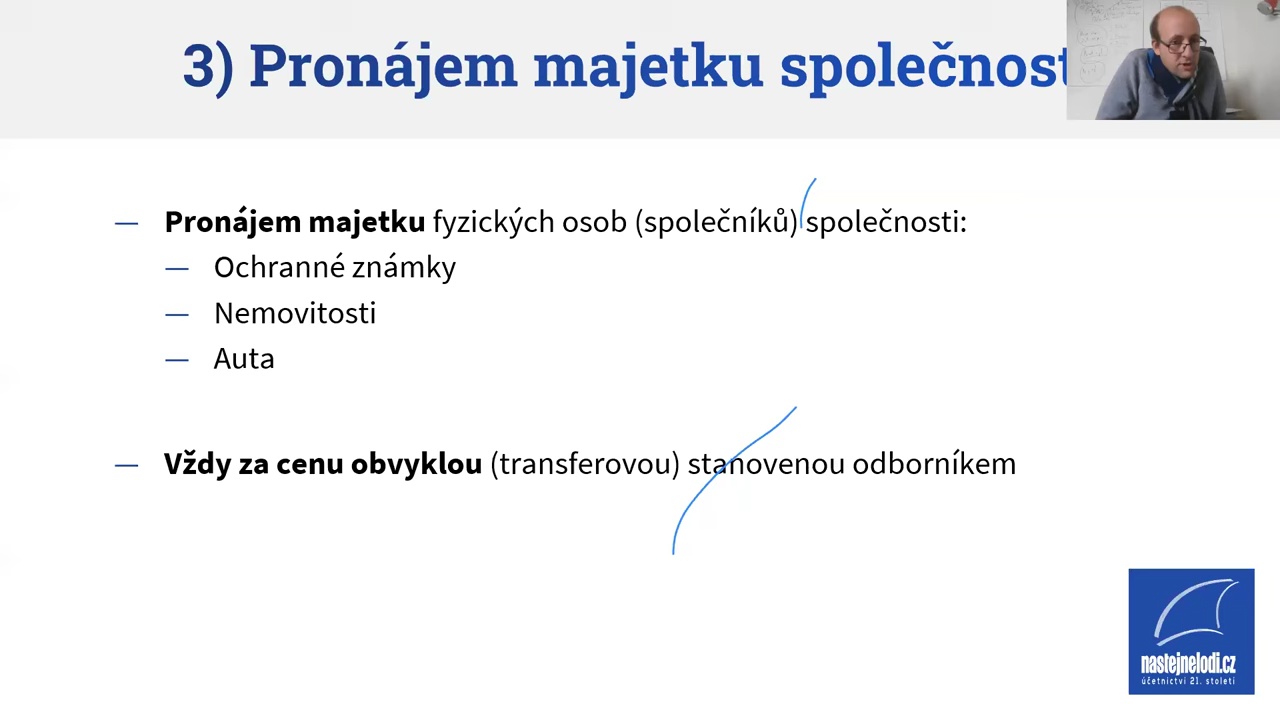 3) Pronájem majetku společnost
— Pronájem majetku fyzických osob (společníků) společnosti:
— Ochranné známky
— Nemovitosti
— Auta
— Vždy za cenu obvyklou (transferovou) stanovenou odborníkem
nastejnelodi.cz
účetnictví 21. století